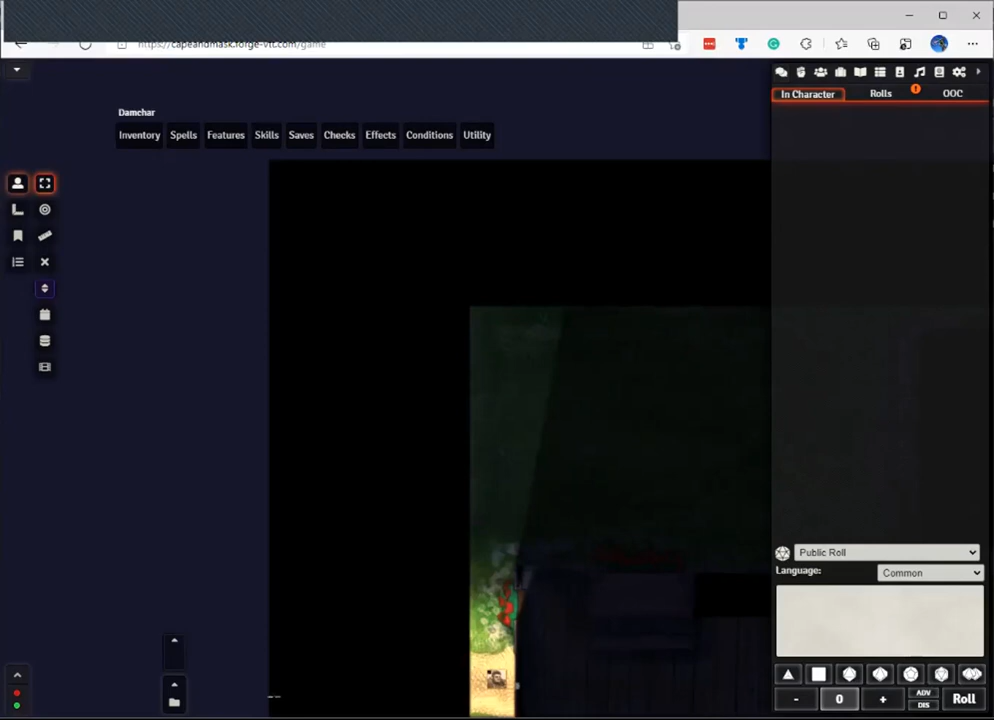 https://capeandmask.forge-vtt.com/game
In Character
Rolls
OOC
Damchar
Inventory
Spells
Features
Skills
Saves
Checks
Effects
Conditions
Utility
Public Roll
Language:
Common
-
0
+
ADV
DIS
Roll